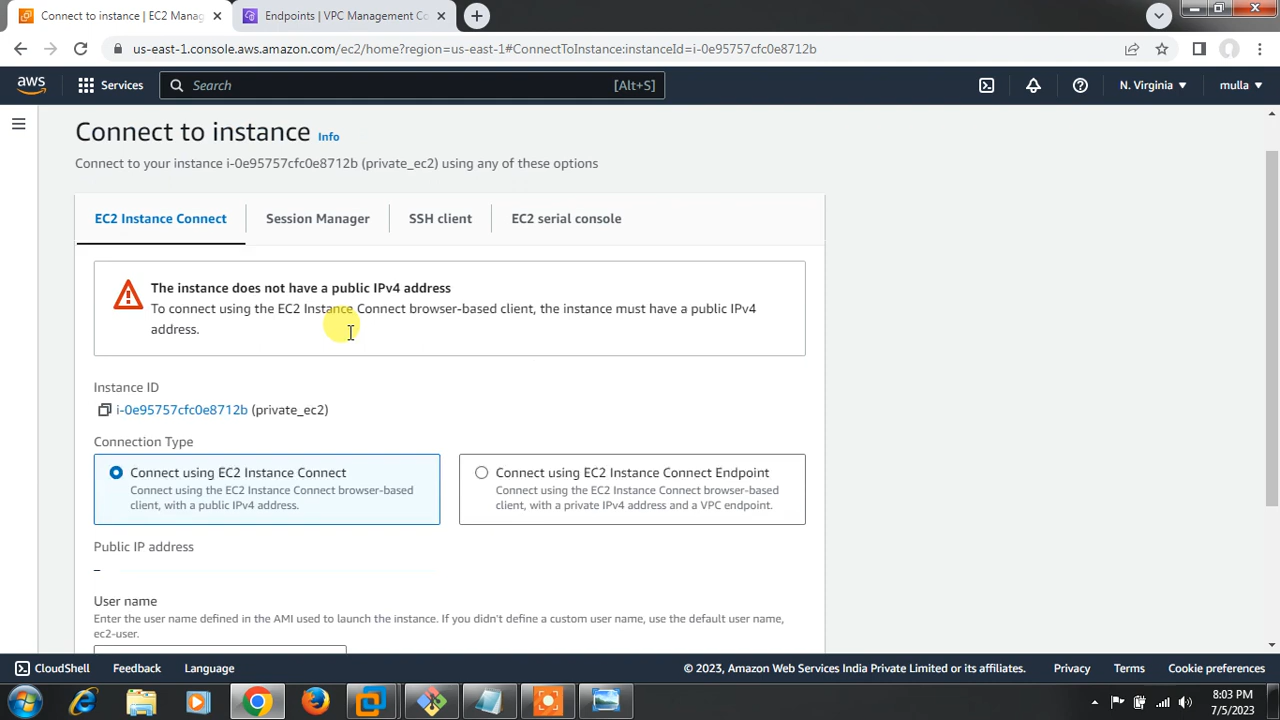 Connect to instance | EC2 Manag
Endpoints | VPC Management Co
us-east-1.console.aws.amazon.com/ec2/home?region=us-east-1#ConnectToInstance:instanceId=i-0e95757cfc0e8712b
aws
Services
Search
[Alt+S]
N. Virginia
mulla
Connect to instance
Info
Connect to your instance i-0e95757cfc0e8712b (private_ec2) using any of these options
EC2 Instance Connect
Session Manager
SSH client
EC2 serial console
The instance does not have a public IPv4 address
To connect using the EC2 Instance Connect browser-based client, the instance must have a public IPv4
address.
Instance ID
i-0e95757cfc0e8712b (private_ec2)
Connection Type
Connect using EC2 Instance Connect
Connect using the EC2 Instance Connect browser-based
client, with a public IPv4 address.
Connect using EC2 Instance Connect Endpoint
Connect using the EC2 Instance Connect browser-based
client, with a private IPv4 address and a VPC endpoint.
Public IP address
–
User name
Enter the user name defined in the AMI used to launch the instance. If you didn't define a custom user name, use the default user name,
ec2-user.
CloudShell
Feedback
Language
© 2023, Amazon Web Services India Private Limited or its affiliates.
Privacy
Terms
Cookie preferences
8:03 PM
7/5/2023